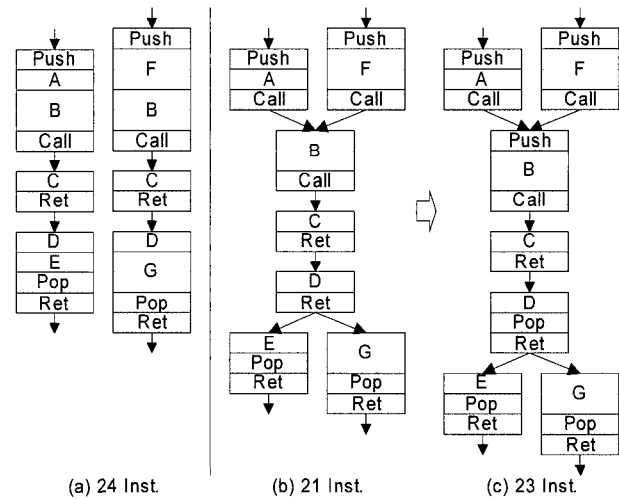 Push
A
B
Call
C
Ret
D
E
Pop
Ret
Push
F
B
Call
C
Ret
D
G
Pop
Ret
(a) 24 Inst.
Push
A
Call
Push
F
Call
B
Call
C
Ret
D
Ret
E
Pop
Ret
G
Pop
Ret
(b) 21 Inst.
Push
A
Call
Push
F
Call
Push
B
Call
C
Ret
D
Pop
Ret
E
Pop
Ret
G
Pop
Ret
(c) 23 Inst.